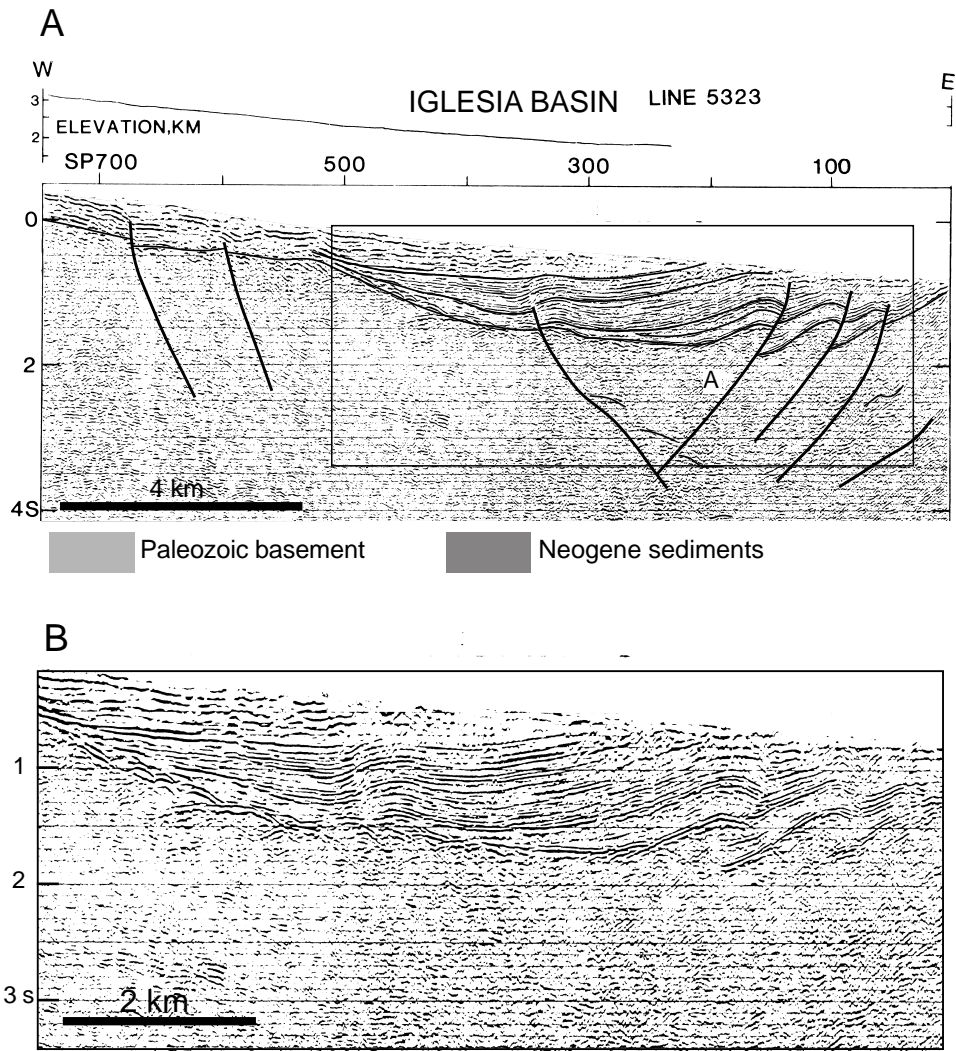 A
W
E
IGLESIA BASIN LINE 5323
3
ELEVATION,KM
2
SP700 500 300 100
0
2
A
4 km
4S
Paleozoic basement Neogene sediments
B
1
2
3 s
2 km